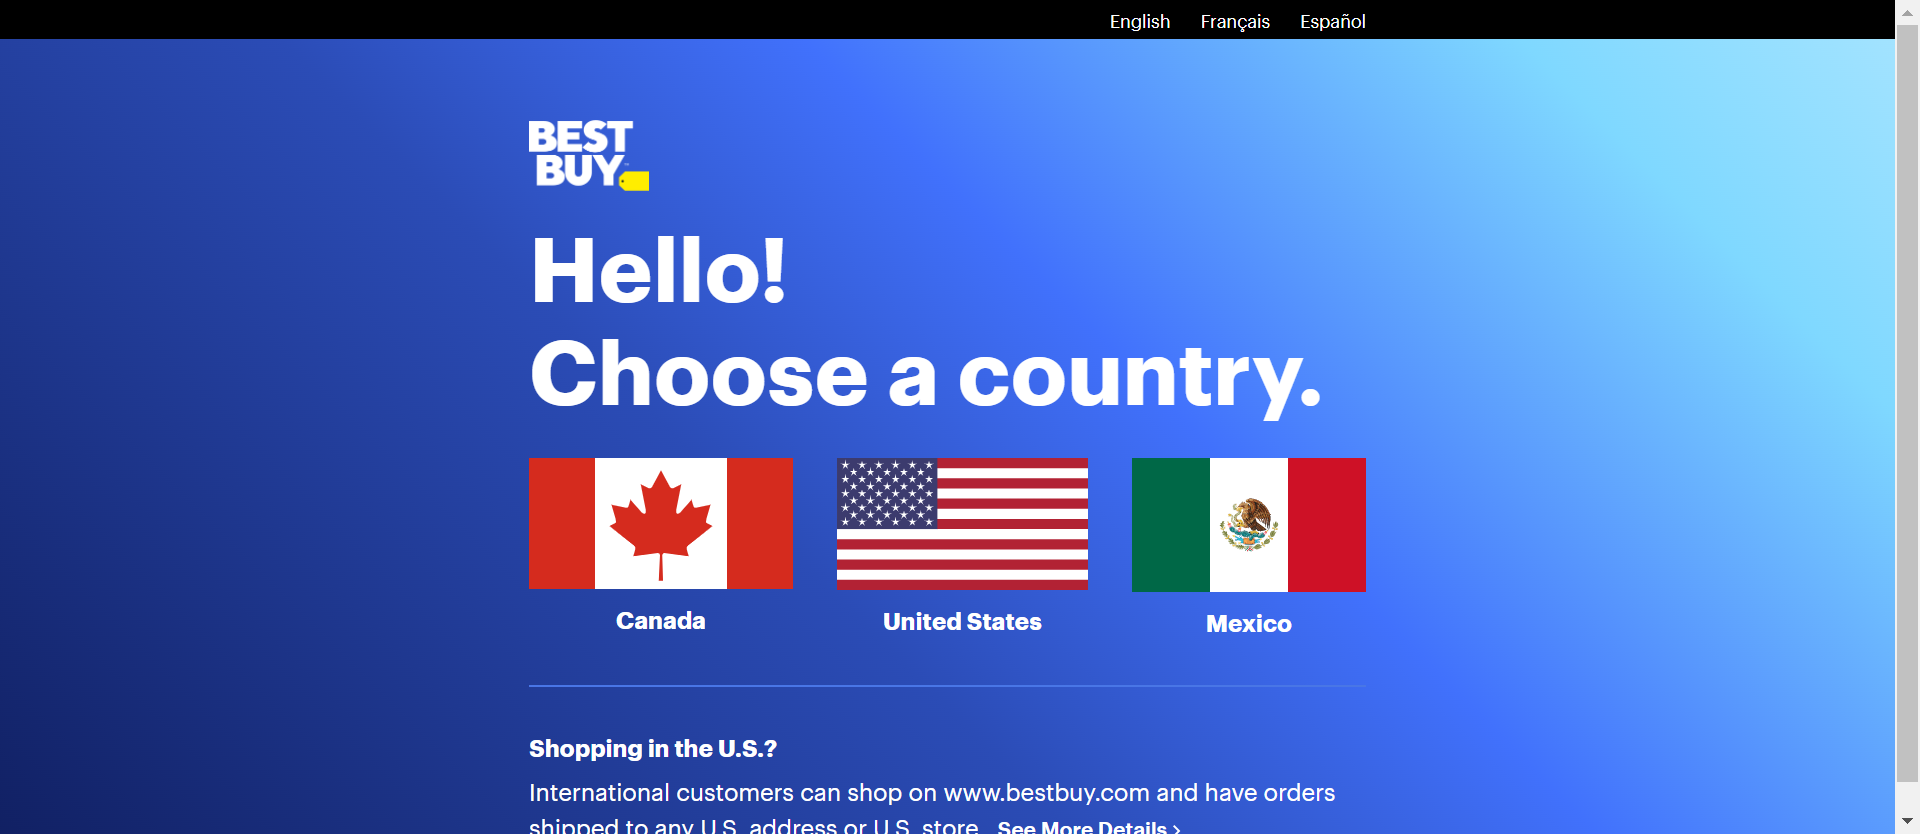 English Français Español
BEST
BUY
Hello!
Choose a country.
Canada United States Mexico
Shopping in the U.S.?
International customers can shop on www.bestbuy.com and have orders
shipped to any U.S. address or U.S. store. See More Details ›